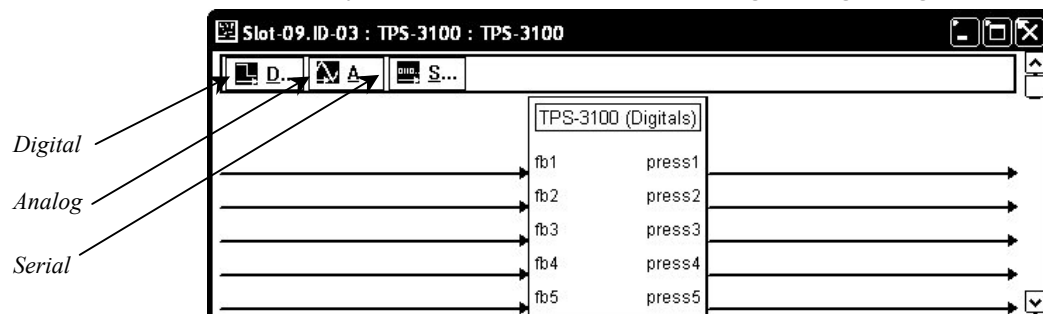 Slot-09.ID-03 : TPS-3100 : TPS-3100
D... A S...
TPS-3100 (Digitals)
Digital
fb1 press1
Analog
fb2 press2
fb3 press3
Serial
fb4 press4
fb5 press5